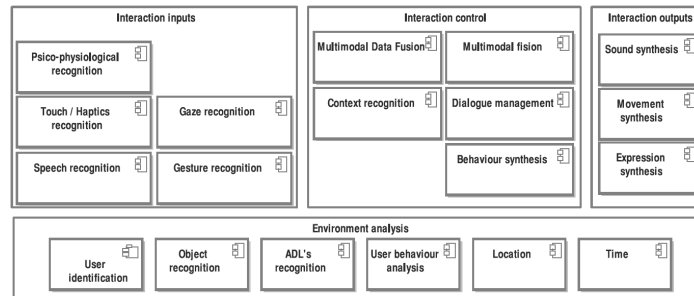 Interaction inputs
Psico-physiological
recognition
Touch / Haptics
recognition
Gaze recognition
Speech recognition
Gesture recognition
Interaction control
Multimodal Data Fusion
Multimodal fision
Context recognition
Dialogue management
Behaviour synthesis
Interaction outputs
Sound synthesis
Movement
synthesis
Expression
synthesis
Environment analysis
User
identification
Object
recognition
ADL's
recognition
User behaviour
analysis
Location
Time